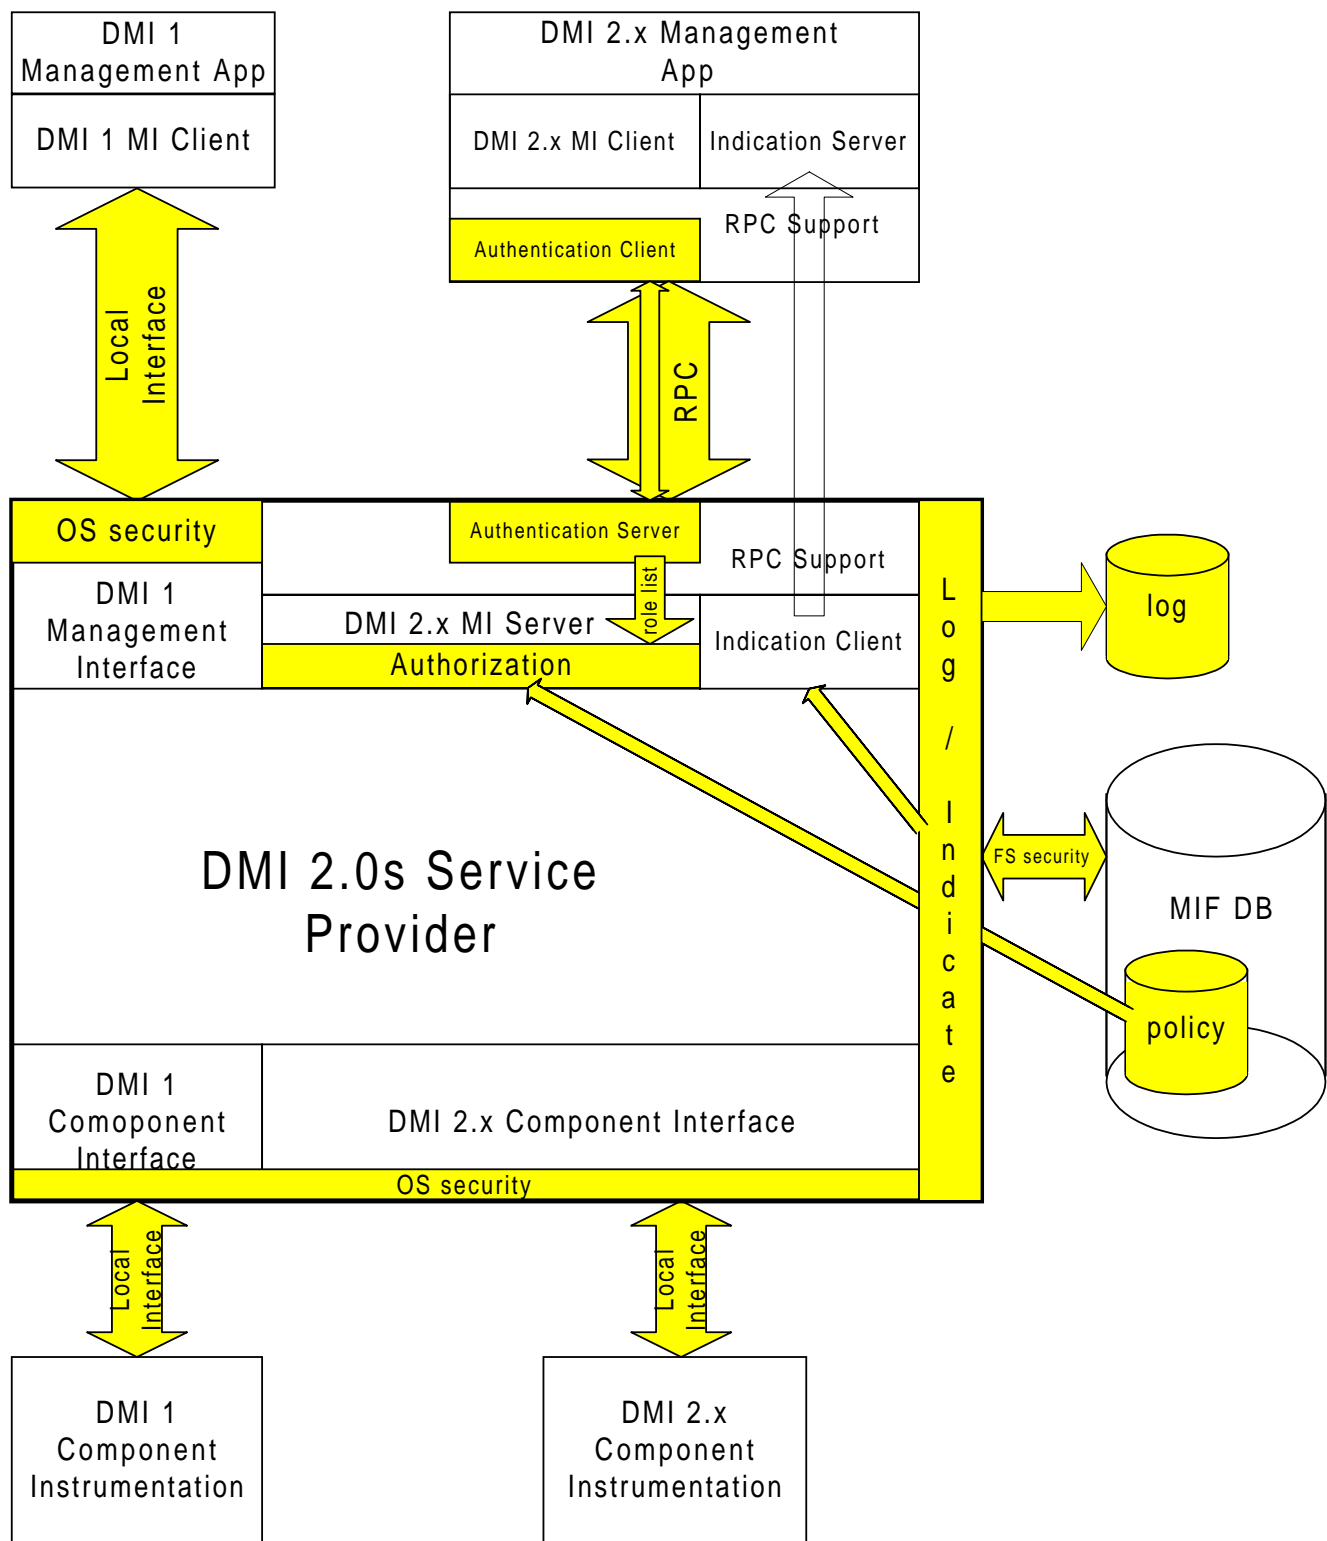 DMI 1
Management App
DMI 1 MI Client
DMI 2.x Management
App
DMI 2.x MI Client
Indication Server
RPC Support
Authentication Client
Local
Interface
RPC
OS security
Authentication Server
RPC Support
role list
DMI 1
Management
Interface
DMI 2.x MI Server
Authorization
Indication Client
Log / Indicate
log
DMI 2.0s Service
Provider
FS security
MIF DB
policy
DMI 1
Comoponent
Interface
DMI 2.x Component Interface
OS security
Local
Interface
Local
Interface
DMI 1
Component
Instrumentation
DMI 2.x
Component
Instrumentation